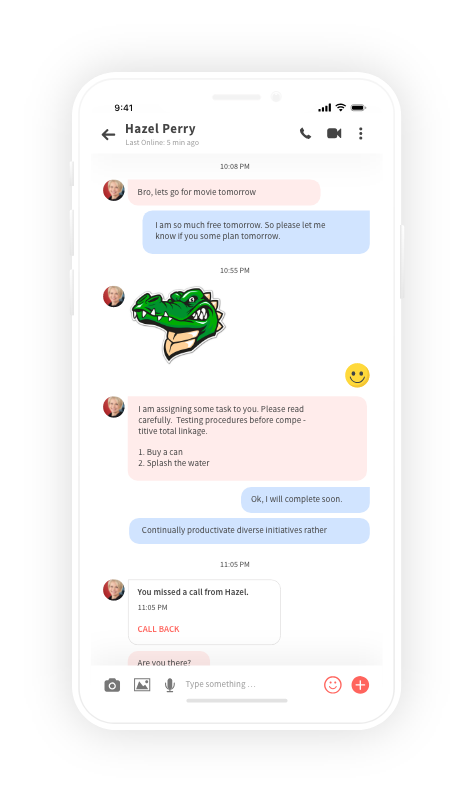 9:41
Hazel Perry
Last Online: 5 min ago
10:08 PM
Bro, lets go for movie tomorrow
I am so much free tomorrow. So please let me
know if you some plan tomorrow.
10:55 PM
I am assigning some task to you. Please read
carefully.  Testing procedures before compe -
titive total linkage.
1. Buy a can
2. Splash the water
Ok, I will complete soon.
Continually productivate diverse initiatives rather
11:05 PM
You missed a call from Hazel.
11:05 PM
CALL BACK
Are you there?
Type something ...